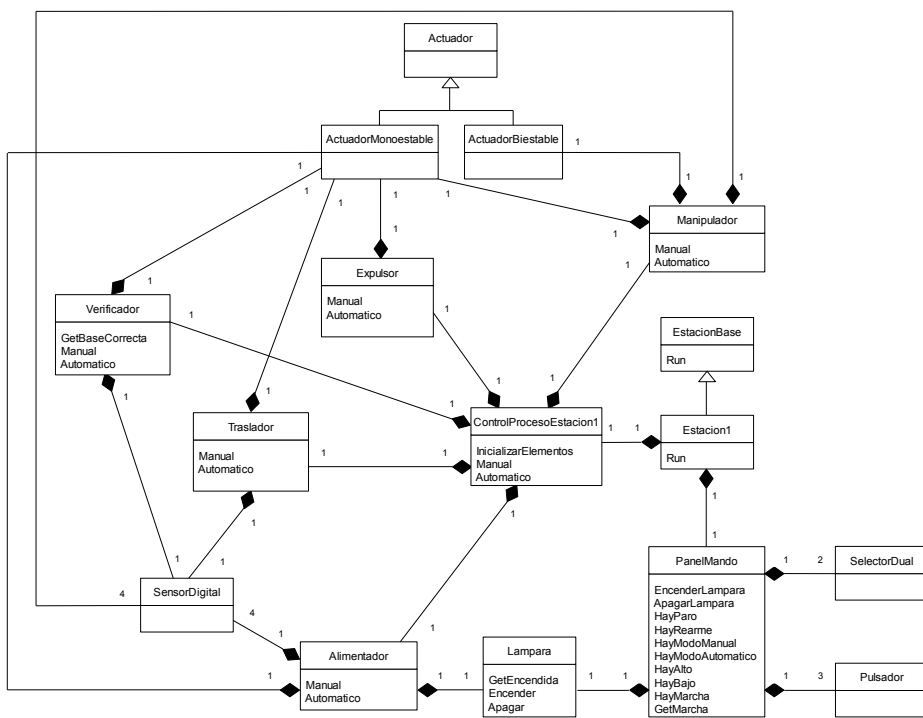 Actuador
ActuadorMonoestable
ActuadorBiestable
1
1
1
1
1
1
1
1
Manipulador
Manual
Automatico
1
1
1
1
Expulsor
Manual
Automatico
1
Verificador
GetBaseCorrecta
Manual
Automatico
1
1
EstacionBase
Run
1
1
1
1
Traslador
Manual
Automatico
1
1
ControlProcesoEstacion1
InicializarElementos
Manual
Automatico
1
1
Estacion1
Run
1
1
1
1
1
SensorDigital
4
4
1
1
PanelMando
EncenderLampara
ApagarLampara
HayParo
HayRearme
HayModoManual
HayModoAutomatico
HayAlto
HayBajo
HayMarcha
GetMarcha
1
2
SelectorDual
Alimentador
Manual
Automatico
1
1
1
Lampara
GetEncendida
Encender
Apagar
1
1
1
3
Pulsador